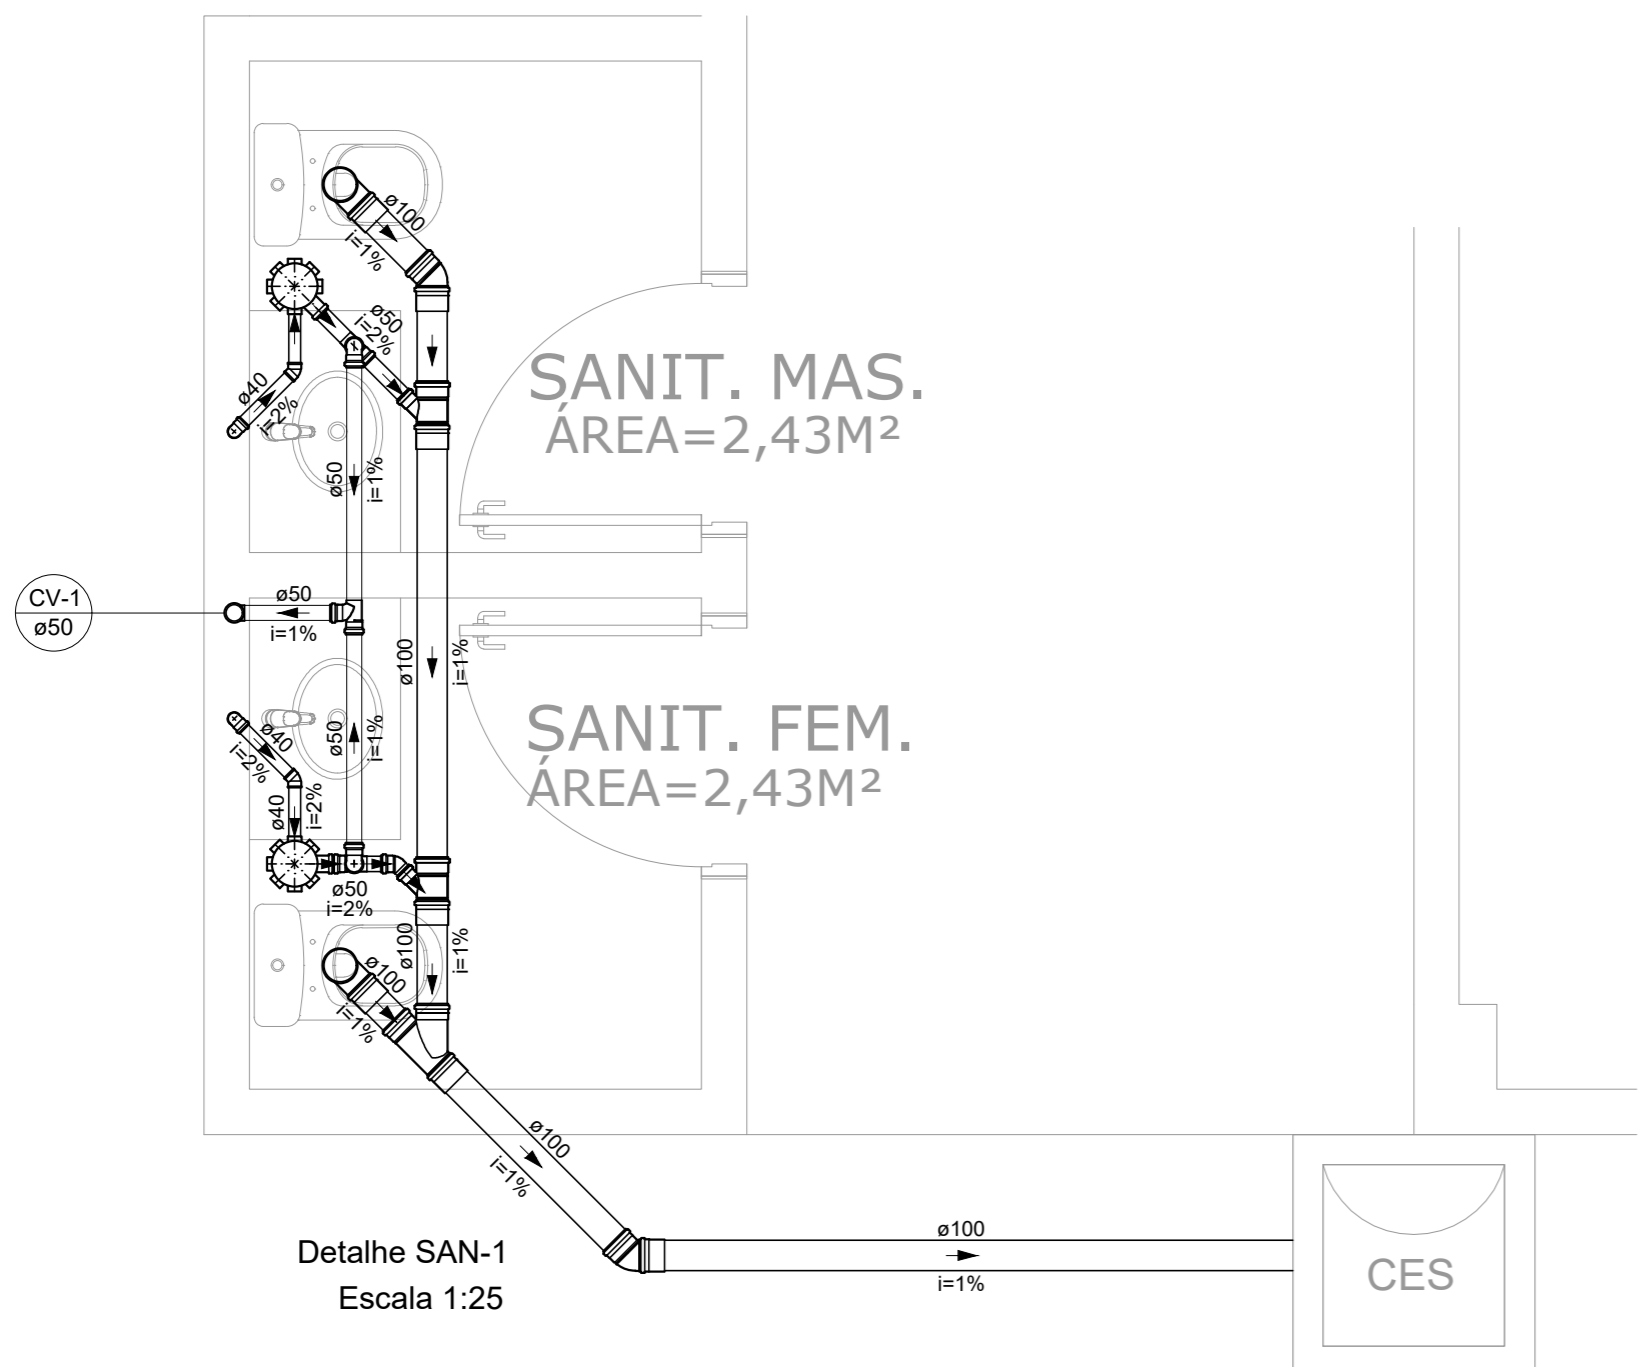 ø100
i=1%
ø50
i=2%
ø40
i=2%
SANIT. MAS.
ÁREA=2,43M²
ø50
i=1%
CV-1
ø50
ø50
i=1%
ø100
i=1%
SANIT. FEM.
ÁREA=2,43M²
ø40
i=2%
ø50
i=1%
ø40
i=2%
ø50
i=2%
ø100
i=1%
ø100
i=1%
ø100
i=1%
ø100
i=1%
CES
Detalhe SAN-1
Escala 1:25